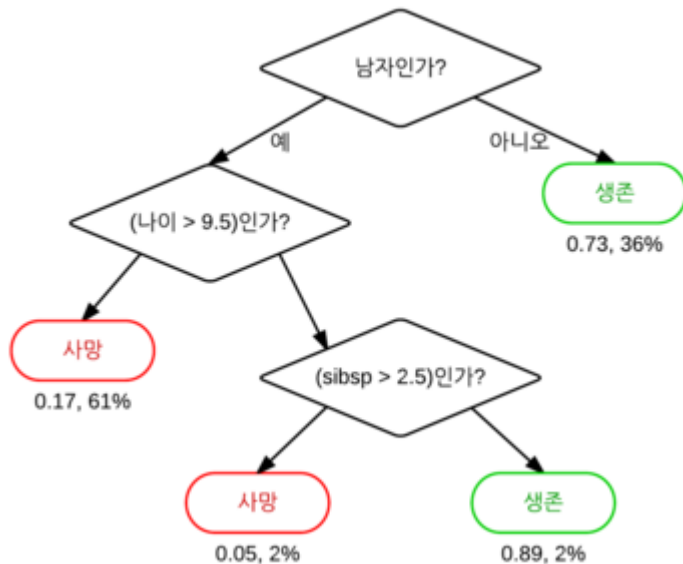 남자인가?
예
아니오
(나이 > 9.5)인가?
생존
0.73, 36%
사망
0.17, 61%
(sibsp > 2.5)인가?
사망
0.05, 2%
생존
0.89, 2%